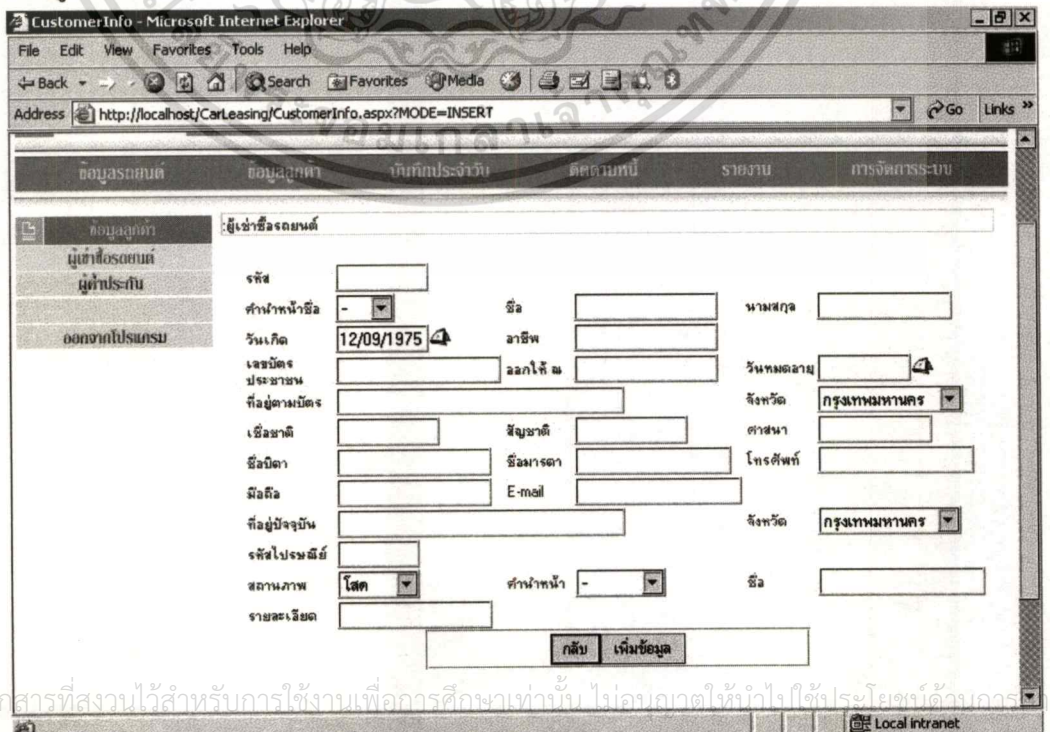 CustomerInfo - Microsoft Internet Explorer
File Edit View Favorites Tools Help
Back Search Favorites Media
Address http://localhost/CarLeasing/CustomerInfo.aspx?MODE=INSERT Go Links »
จอมเกล้าเจ้าคุณทหาร
ข้อมูลรถยนต์ ข้อมูลลูกค้า บันทึกประจำวัน ติดตามหนี้ รายงาน การจัดการระบบ
ข้อมูลลูกค้า
ผู้เช่าซื้อรถยนต์
ผู้ค้ำประกัน
ออกจากโปรแกรม
:ผู้เช่าซื้อรถยนต์
รหัส
คำนำหน้าชื่อ - ชื่อ นามสกุล
วันเกิด 12/09/1975 อาชีพ
เลขบัตร
ประชาชน ออกให้ ณ วันหมดอายุ
ที่อยู่ตามบัตร จังหวัด กรุงเทพมหานคร
เชื้อชาติ สัญชาติ ศาสนา
ชื่อบิดา ชื่อมารดา โทรศัพท์
มือถือ E-mail
ที่อยู่ปัจจุบัน จังหวัด กรุงเทพมหานคร
รหัสไปรษณีย์
สถานภาพ โสด คำนำหน้า - ชื่อ
รายละเอียด
กลับ เพิ่มข้อมูล
กสารที่สงวนไว้สำหรับการใช้งานเพื่อการศึกษาเท่านั้น ไม่อนุญาตให้นำไปใช้ประโยชน์ด้านการค้า
Local intranet